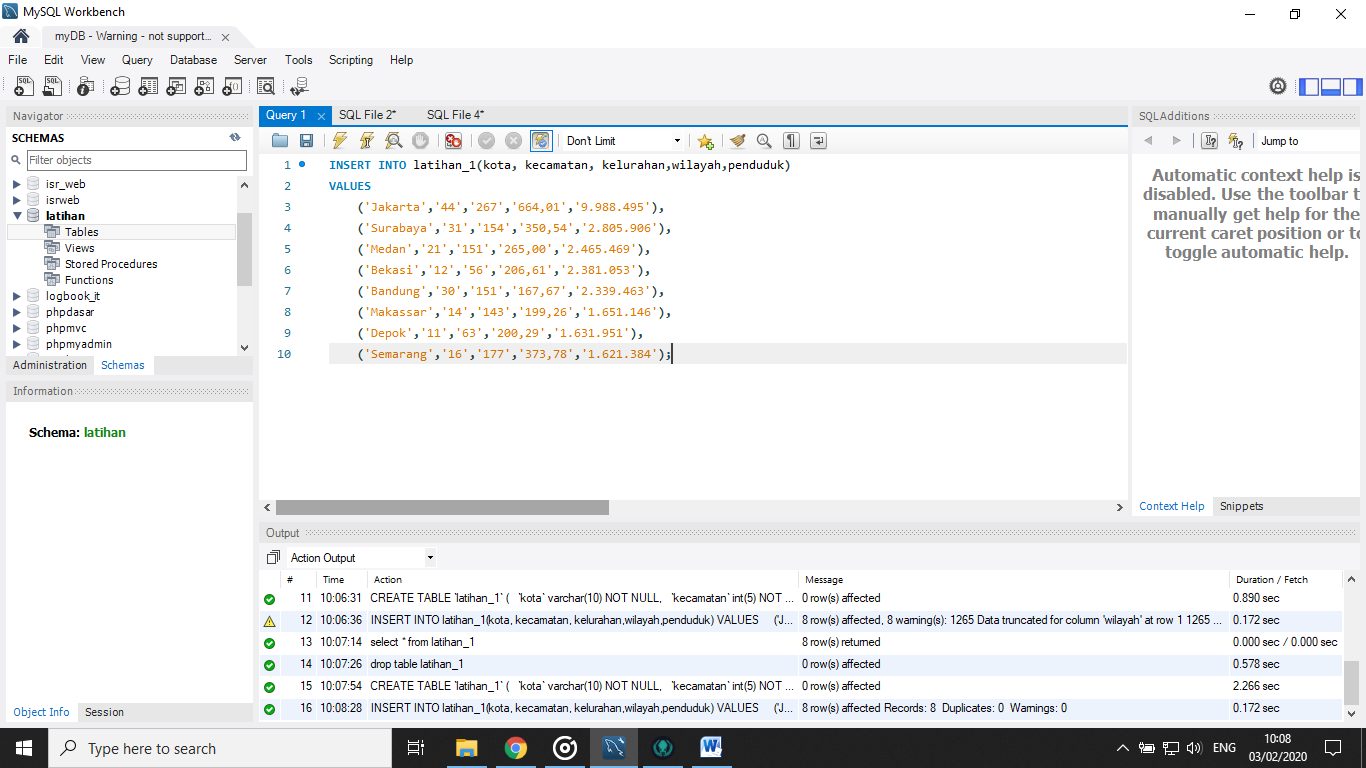 MySQL Workbench
myDB - Warning - not support...
File Edit View Query Database Server Tools Scripting Help
Navigator
SCHEMAS
Filter objects
isr_web
isrweb
latihan
Tables
Views
Stored Procedures
Functions
logbook_it
phpdasar
phpmvc
phpmyadmin
Administration Schemas
Information
Schema: latihan
Object Info Session
Query 1 SQL File 2* SQL File 4*
Don't Limit
1 INSERT INTO latihan_1(kota, kecamatan, kelurahan,wilayah,penduduk)
2 VALUES
3 ('Jakarta','44','267','664,01','9.988.495'),
4 ('Surabaya','31','154','350,54','2.805.906'),
5 ('Medan','21','151','265,00','2.465.469'),
6 ('Bekasi','12','56','206,61','2.381.053'),
7 ('Bandung','30','151','167,67','2.339.463'),
8 ('Makassar','14','143','199,26','1.651.146'),
9 ('Depok','11','63','200,29','1.631.951'),
10 ('Semarang','16','177','373,78','1.621.384');
SQLAdditions
Jump to
Automatic context help is
disabled. Use the toolbar t
manually get help for the
current caret position or to
toggle automatic help.
Context Help Snippets
Output
Action Output
# Time Action Message Duration / Fetch
11 10:06:31 CREATE TABLE `latihan_1` ( `kota` varchar(10) NOT NULL, `kecamatan` int(5) NOT ... 0 row(s) affected 0.890 sec
12 10:06:36 INSERT INTO latihan_1(kota, kecamatan, kelurahan,wilayah,penduduk) VALUES ('J... 8 row(s) affected, 8 warning(s): 1265 Data truncated for column 'wilayah' at row 1 1265 ... 0.172 sec
13 10:07:14 select * from latihan_1 8 row(s) returned 0.000 sec / 0.000 sec
14 10:07:26 drop table latihan_1 0 row(s) affected 0.578 sec
15 10:07:54 CREATE TABLE `latihan_1` ( `kota` varchar(10) NOT NULL, `kecamatan` int(5) NOT ... 0 row(s) affected 2.266 sec
16 10:08:28 INSERT INTO latihan_1(kota, kecamatan, kelurahan,wilayah,penduduk) VALUES ('J... 8 row(s) affected Records: 8 Duplicates: 0 Warnings: 0 0.172 sec
Type here to search
ENG
10:08
03/02/2020